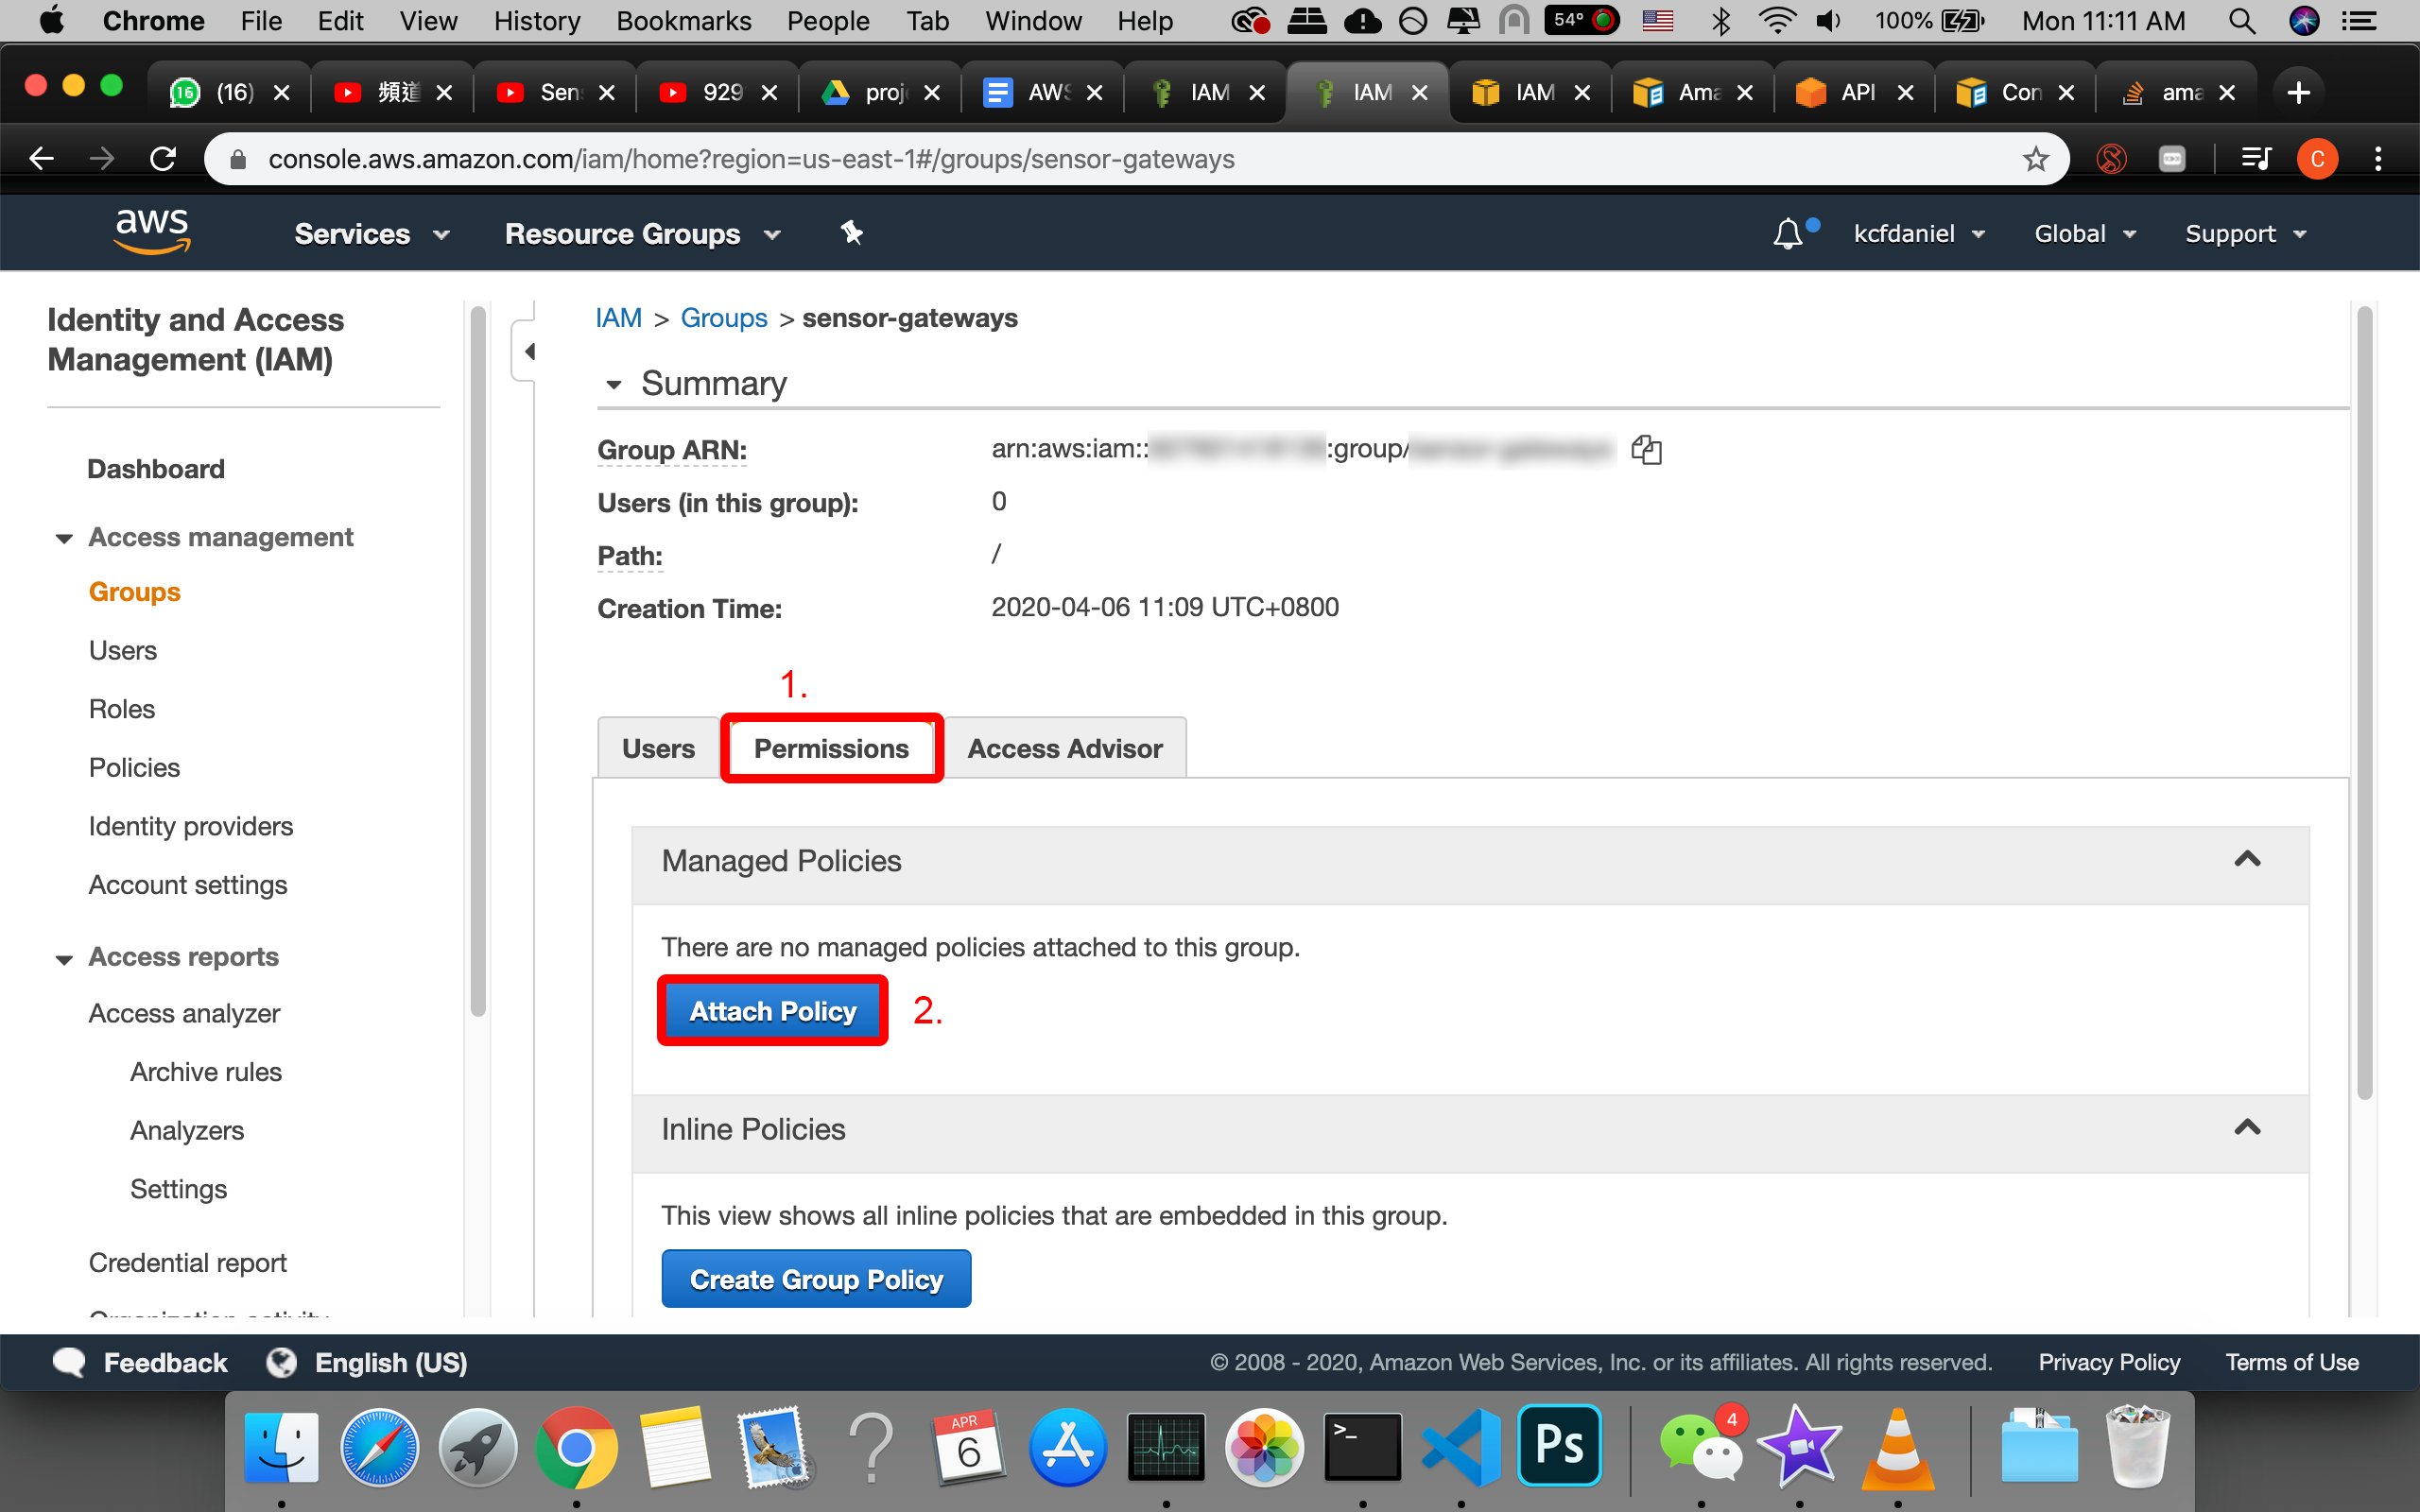 Chrome File Edit View History Bookmarks People Tab Window Help 54° 100% Mon 11:11 AM
16 (16) 頻道 Sen 929 proj AWS IAM IAM IAM Ama API Con ama
console.aws.amazon.com/iam/home?region=us-east-1#/groups/sensor-gateways C
aws Services Resource Groups kcfdaniel Global Support
Identity and Access
Management (IAM)
Dashboard
Access management
Groups
Users
Roles
Policies
Identity providers
Account settings
Access reports
Access analyzer
Archive rules
Analyzers
Settings
Credential report
IAM > Groups > sensor-gateways
Summary
Group ARN: arn:aws:iam:: :group/
Users (in this group): 0
Path: /
Creation Time: 2020-04-06 11:09 UTC+0800
1.
Users Permissions Access Advisor
Managed Policies
There are no managed policies attached to this group.
Attach Policy 2.
Inline Policies
This view shows all inline policies that are embedded in this group.
Create Group Policy
Feedback English (US) © 2008 - 2020, Amazon Web Services, Inc. or its affiliates. All rights reserved. Privacy Policy Terms of Use
APR
6
>_
Ps
4